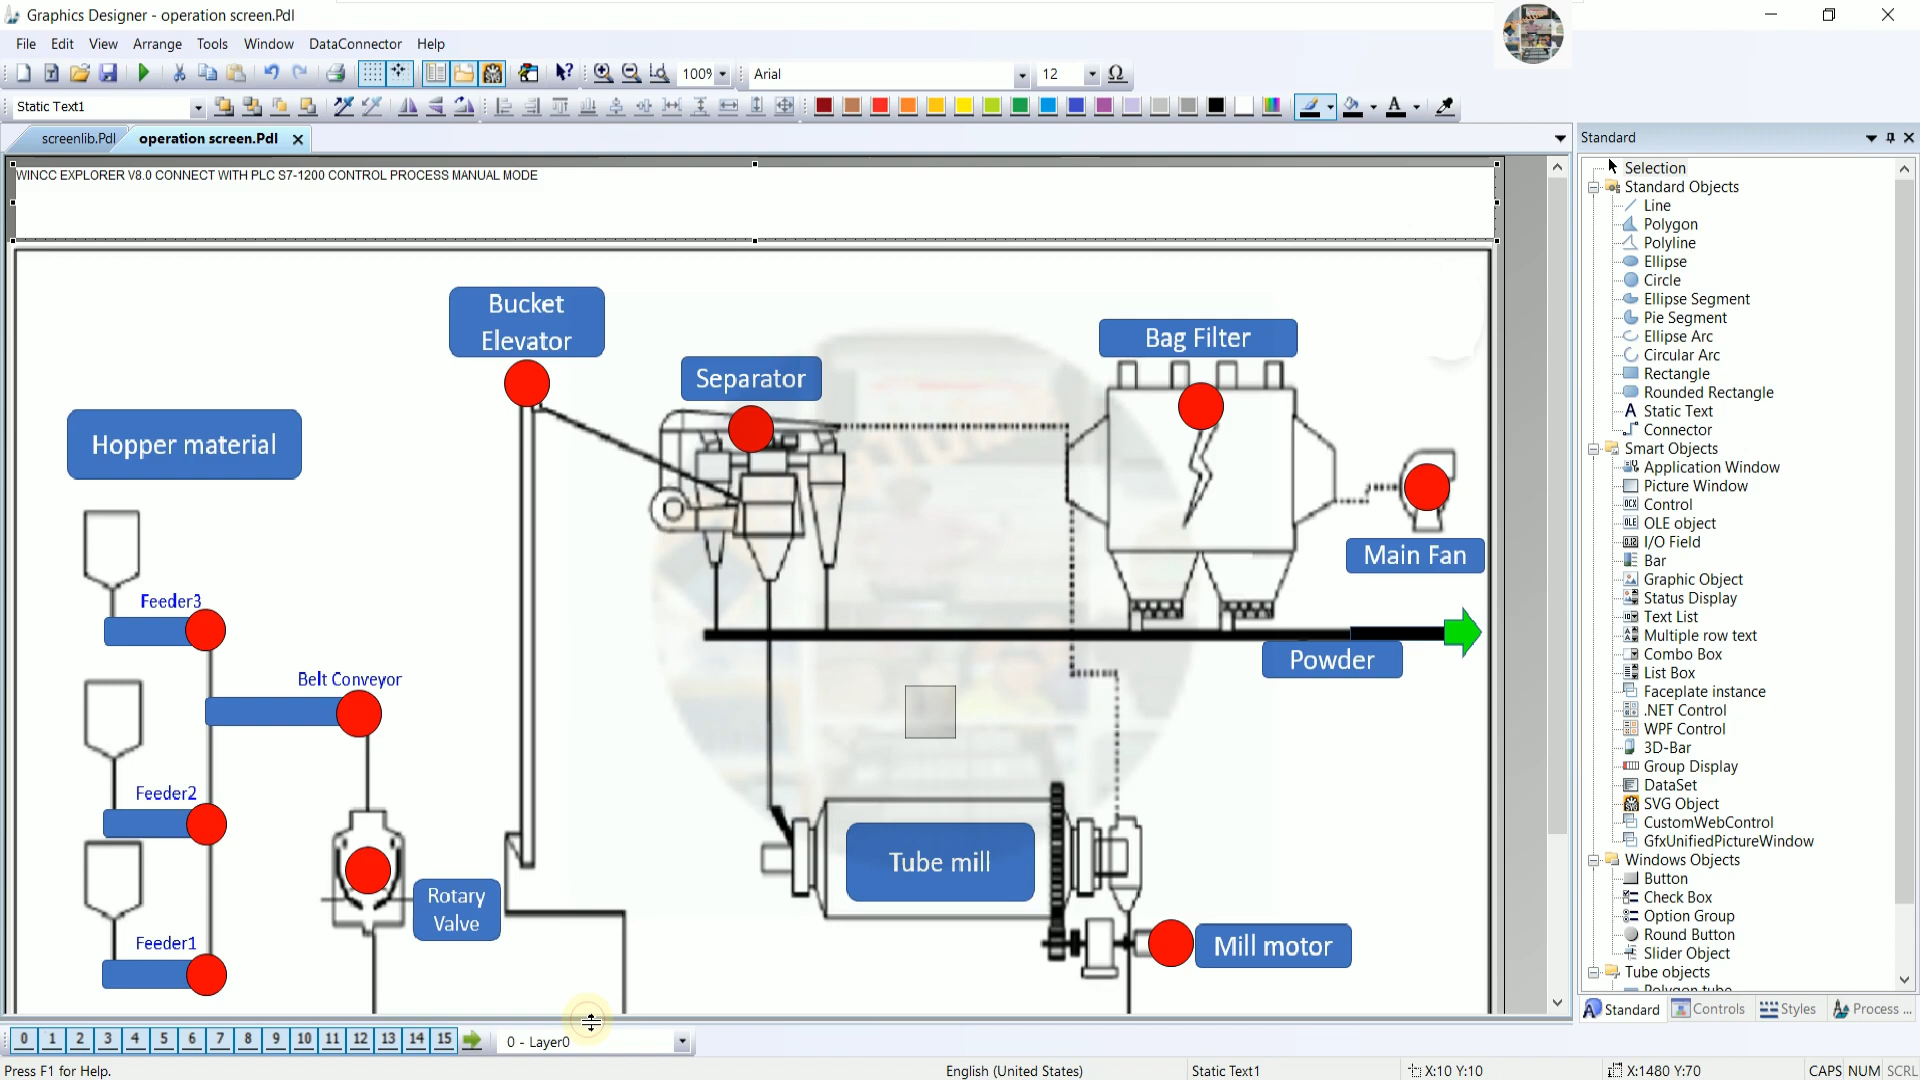 Graphics Designer - operation screen.Pdl
File Edit View Arrange Tools Window DataConnector Help
100% Arial 12
Static Text1
screenlib.Pdl operation screen.Pdl
WINCC EXPLORER V8.0 CONNECT WITH PLC S7-1200 CONTROL PROCESS MANUAL MODE
Bucket
Elevator
Separator
Bag Filter
Hopper material
Main Fan
Feeder3
Powder
Belt Conveyor
Feeder2
Tube mill
Rotary
Valve
Feeder1
Mill motor
Standard
Selection
Standard Objects
Line
Polygon
Polyline
Ellipse
Circle
Ellipse Segment
Pie Segment
Ellipse Arc
Circular Arc
Rectangle
Rounded Rectangle
Static Text
Connector
Smart Objects
Application Window
Picture Window
Control
OLE object
I/O Field
Bar
Graphic Object
Status Display
Text List
Multiple row text
Combo Box
List Box
Faceplate instance
.NET Control
WPF Control
3D-Bar
Group Display
DataSet
SVG Object
CustomWebControl
GfxUnifiedPictureWindow
Windows Objects
Button
Check Box
Option Group
Round Button
Slider Object
Tube objects
Polygon tube
Standard Controls Styles Process ...
0 1 2 3 4 5 6 7 8 9 10 11 12 13 14 15 0 - Layer0
Press F1 for Help. English (United States) Static Text1 X:10 Y:10 X:1480 Y:70 CAPS NUM SCRL